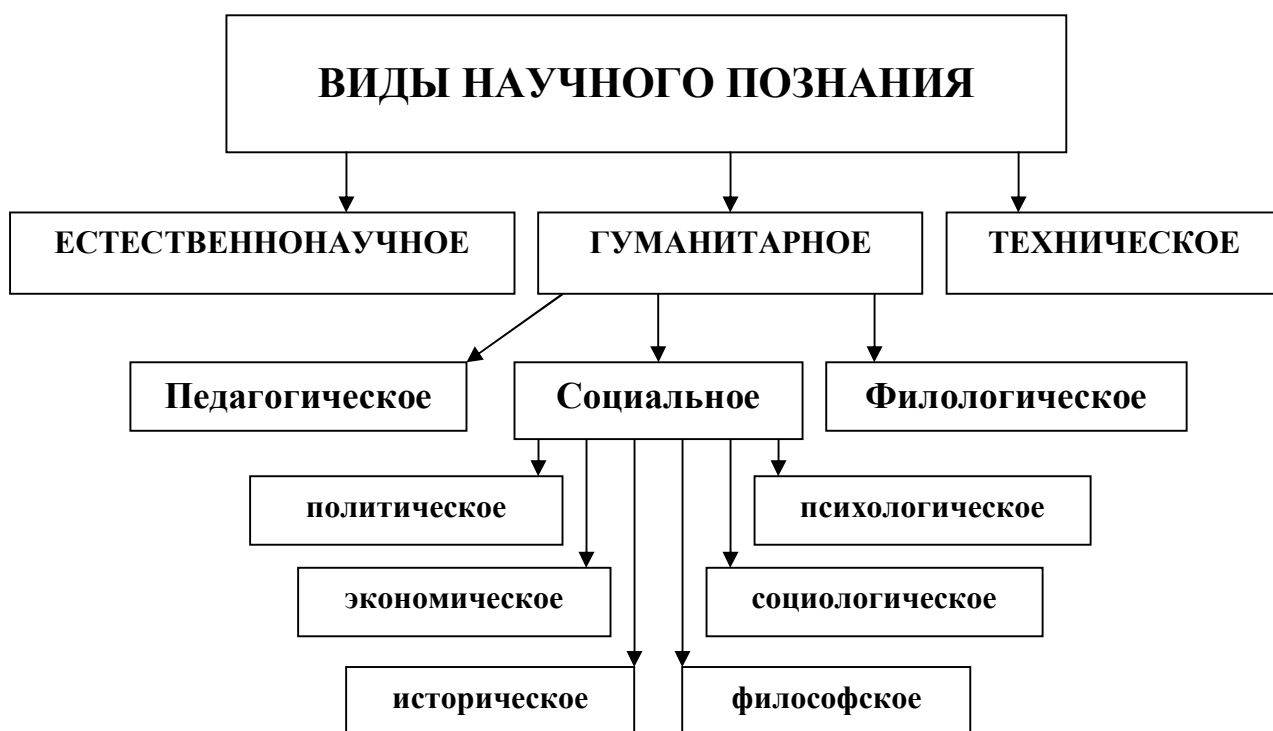 ВИДЫ НАУЧНОГО ПОЗНАНИЯ
ЕСТЕСТВЕННОНАУЧНОЕ
ГУМАНИТАРНОЕ
ТЕХНИЧЕСКОЕ
Педагогическое
Социальное
Филологическое
политическое
психологическое
экономическое
социологическое
историческое
философское